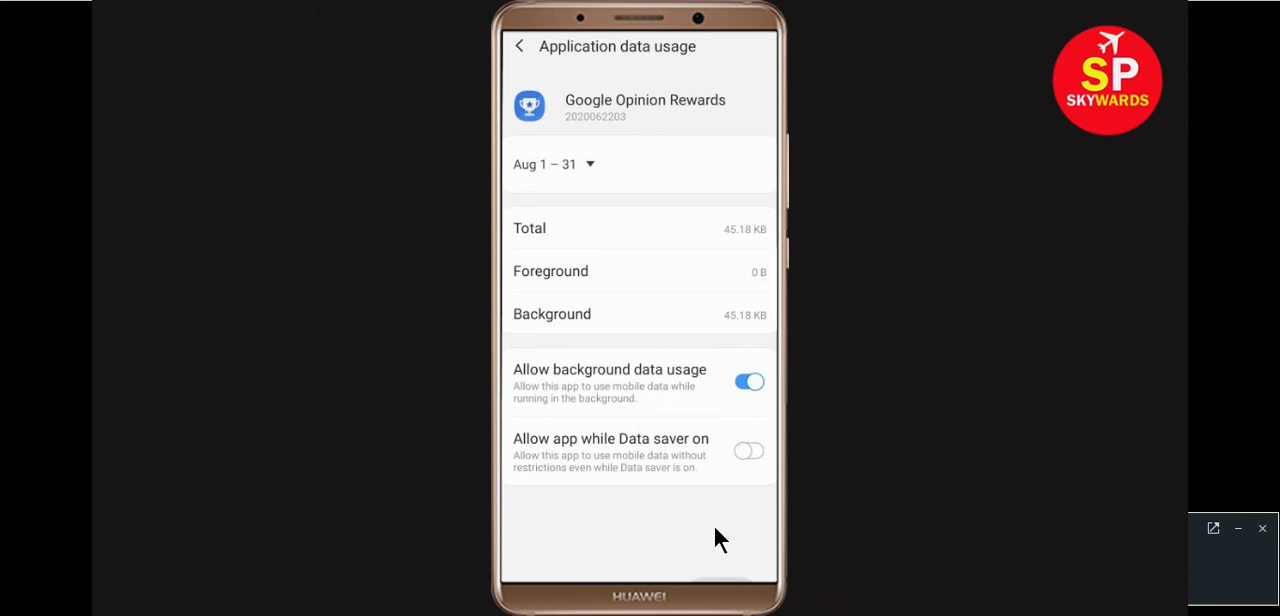 Application data usage
Google Opinion Rewards
2020062203
Aug 1 – 31
Total 45.18 KB
Foreground 0 B
Background 45.18 KB
Allow background data usage
Allow this app to use mobile data while
running in the background.
Allow app while Data saver on
Allow this app to use mobile data without
restrictions even while Data saver is on.
HUAWEI
SP
SKYWARDS